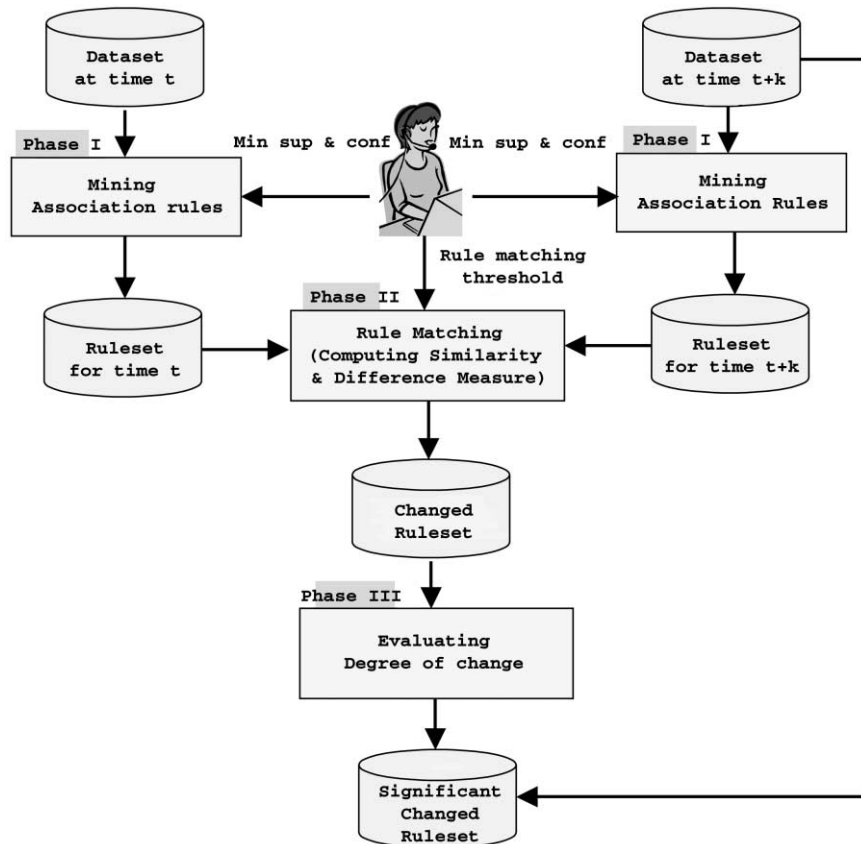 Dataset
at time t
Dataset
at time t+k
Phase I
Min sup & conf
Min sup & conf
Phase I
Mining
Association rules
Mining
Association Rules
Rule matching
threshold
Phase II
Ruleset
for time t
Rule Matching
(Computing Similarity
& Difference Measure)
Ruleset
for time t+k
Changed
Ruleset
Phase III
Evaluating
Degree of change
Significant
Changed
Ruleset